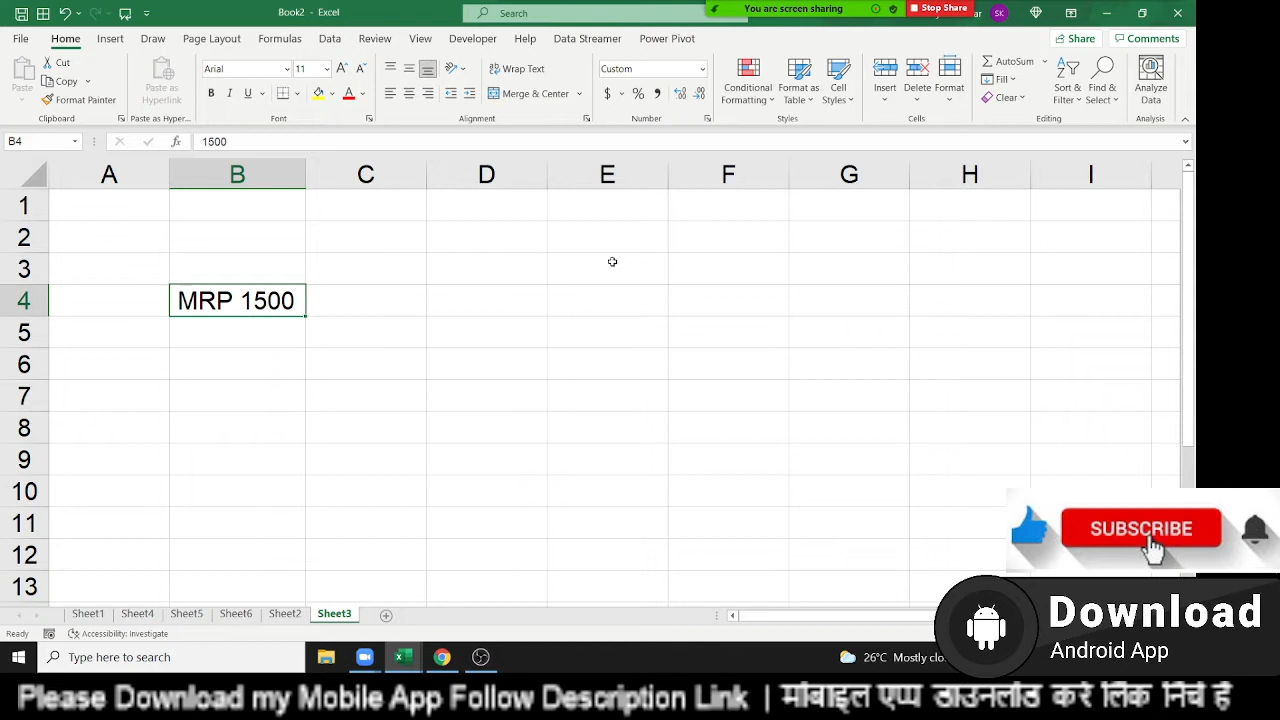 Book2 - Excel
Search
You are screen sharing
Stop Share
SK
File
Home
Insert
Draw
Page Layout
Formulas
Data
Review
View
Developer
Help
Data Streamer
Power Pivot
Share
Comments
Paste
Cut
Copy
Format Painter
Clipboard
Paste as
Hyperlink
Paste as Hyper...
Arial
11
B I U
Font
Wrap Text
Merge & Center
Alignment
Custom
$ % ,
Number
Conditional
Formatting
Format as
Table
Cell
Styles
Styles
Insert
Delete
Format
Cells
AutoSum
Fill
Clear
Sort &
Filter
Find &
Select
Editing
Analyze
Data
Analysis
B4
fx
1500
A B C D E F G H I
1
2
3
4 MRP 1500
5
6
7
8
9
10
11
12
13
SUBSCRIBE
Sheet1
Sheet4
Sheet5
Sheet6
Sheet2
Sheet3
Ready
Accessibility: Investigate
Download
Android App
Type here to search
26°C Mostly clo
Please Download my Mobile App Follow Description Link | मोबाइल एप्प डाउनलोड करे लिंक निचे है